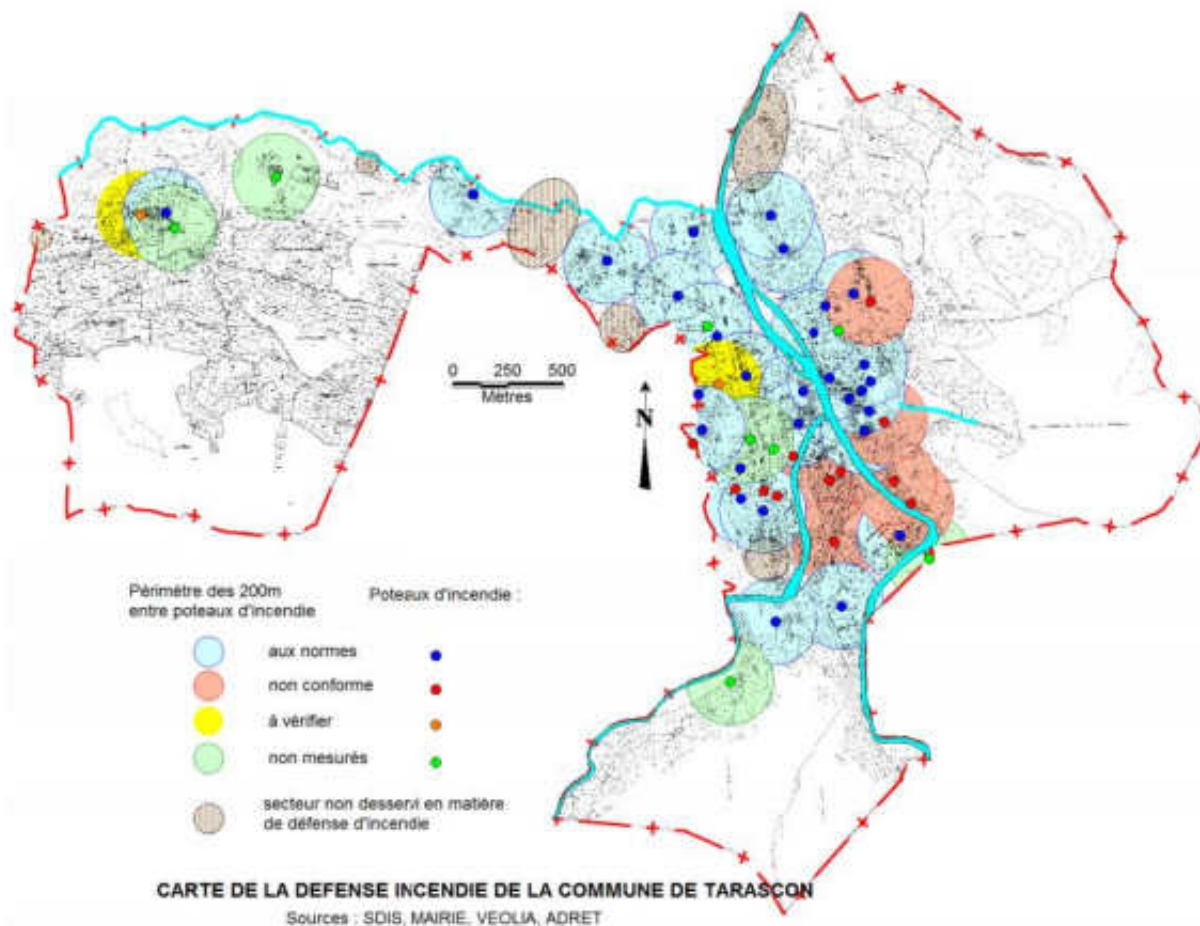 0 250 500
Mètres
N
Périmètre des 200m
entre poteaux d'incendie
Poteaux d'incendie :
aux normes
non conforme
à vérifier
non mesurés
secteur non desservi en matière
de défense d'incendie
CARTE DE LA DEFENSE INCENDIE DE LA COMMUNE DE TARASCON
Sources : SDIS, MAIRIE, VEOLIA, ADRET